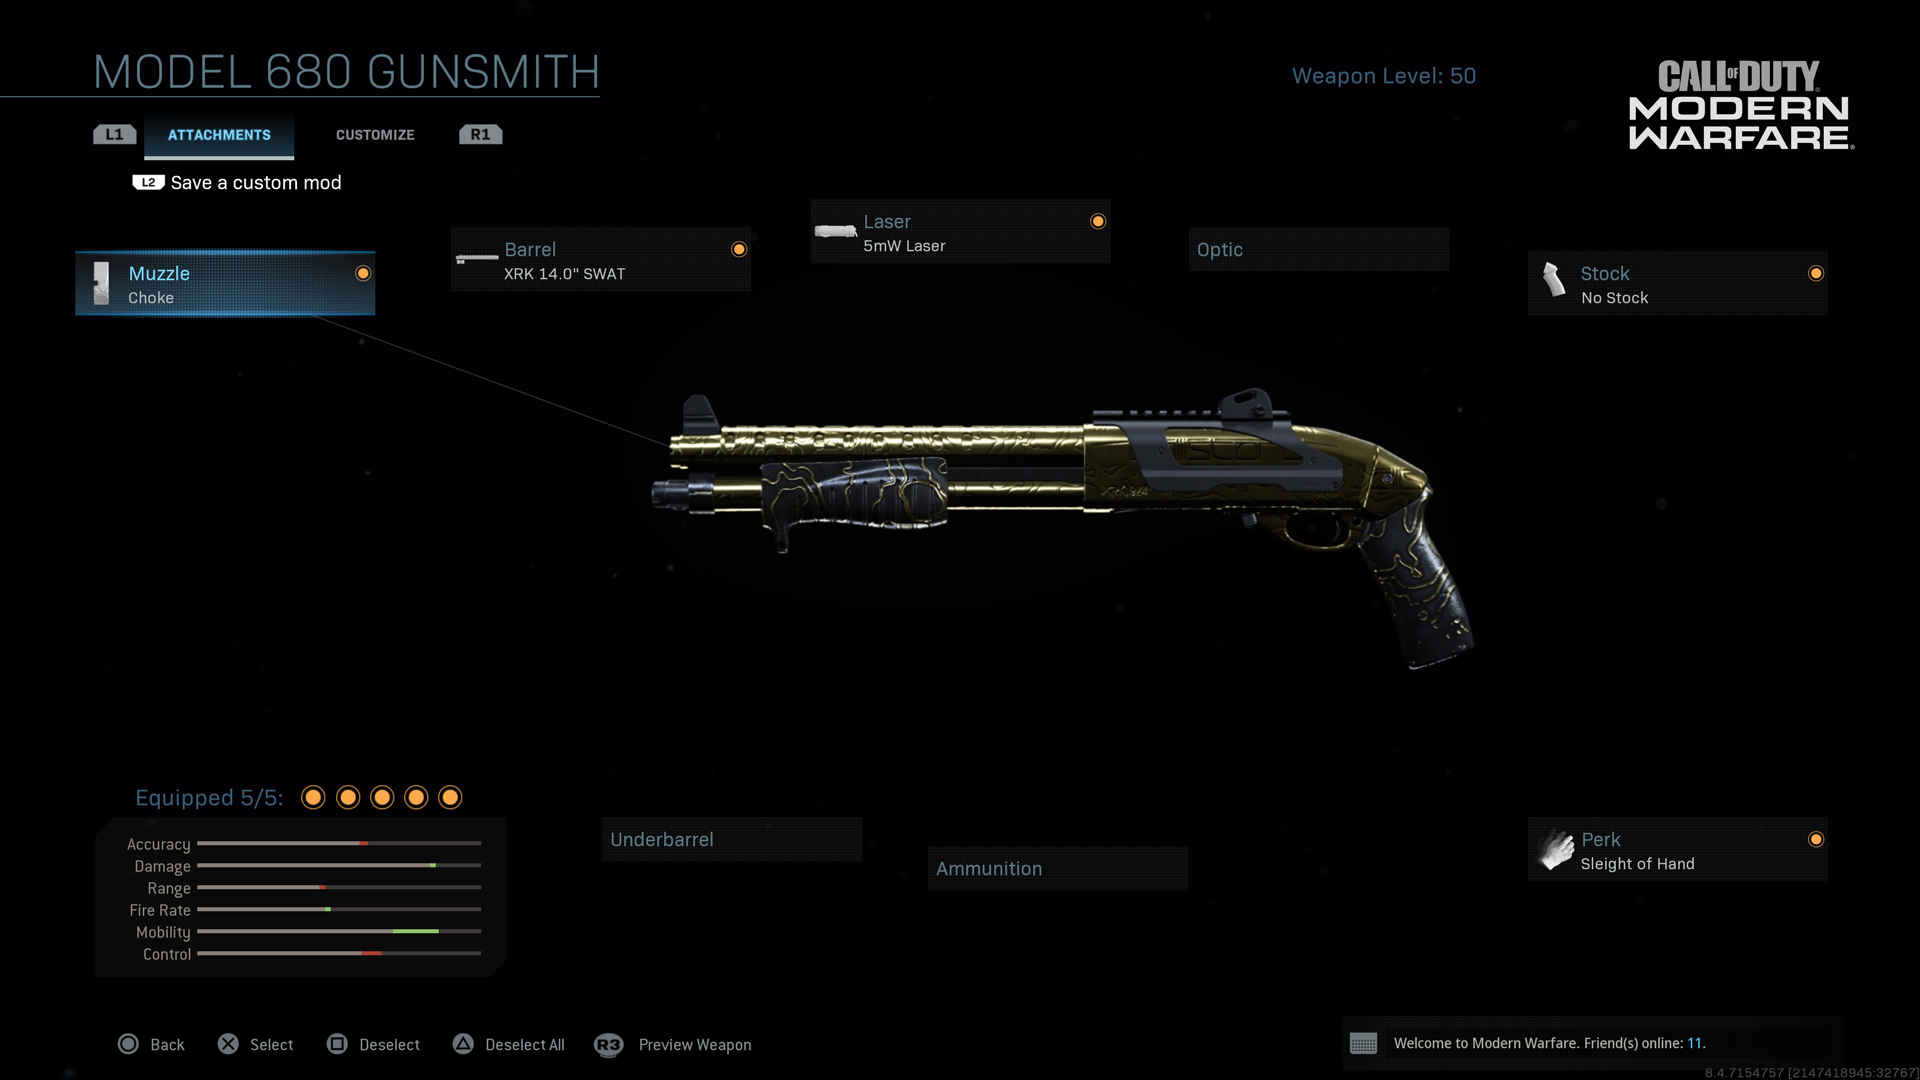 MODEL 680 GUNSMITH
Weapon Level: 50
CALL OF DUTY
MODERN
WARFARE
L1 ATTACHMENTS CUSTOMIZE R1
L2 Save a custom mod
Muzzle
Choke
Barrel
XRK 14.0" SWAT
Laser
5mW Laser
Optic
Stock
No Stock
Equipped 5/5:
Accuracy
Damage
Range
Fire Rate
Mobility
Control
Underbarrel
Ammunition
Perk
Sleight of Hand
Back Select Deselect Deselect All R3 Preview Weapon
Welcome to Modern Warfare. Friend(s) online: 11.
8.4.7154757 [2147418945:32767]